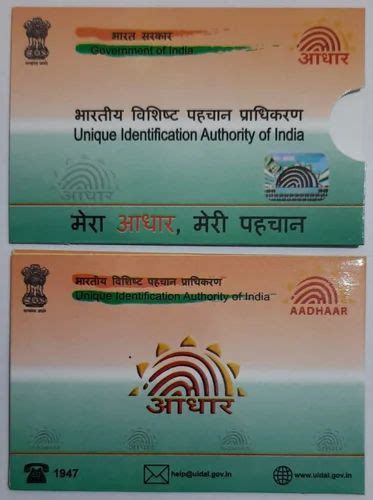 भारत सरकार
Government of India
आधार
भारतीय विशिष्ट पहचान प्राधिकरण
Unique Identification Authority of India
आधार
मेरा आधार, मेरी पहचान
भारतीय विशिष्ट पहचान प्राधिकरण
Unique Identification Authority of India
AADHAAR
आधार
1947
help@uidai.gov.in
www.uidai.gov.in